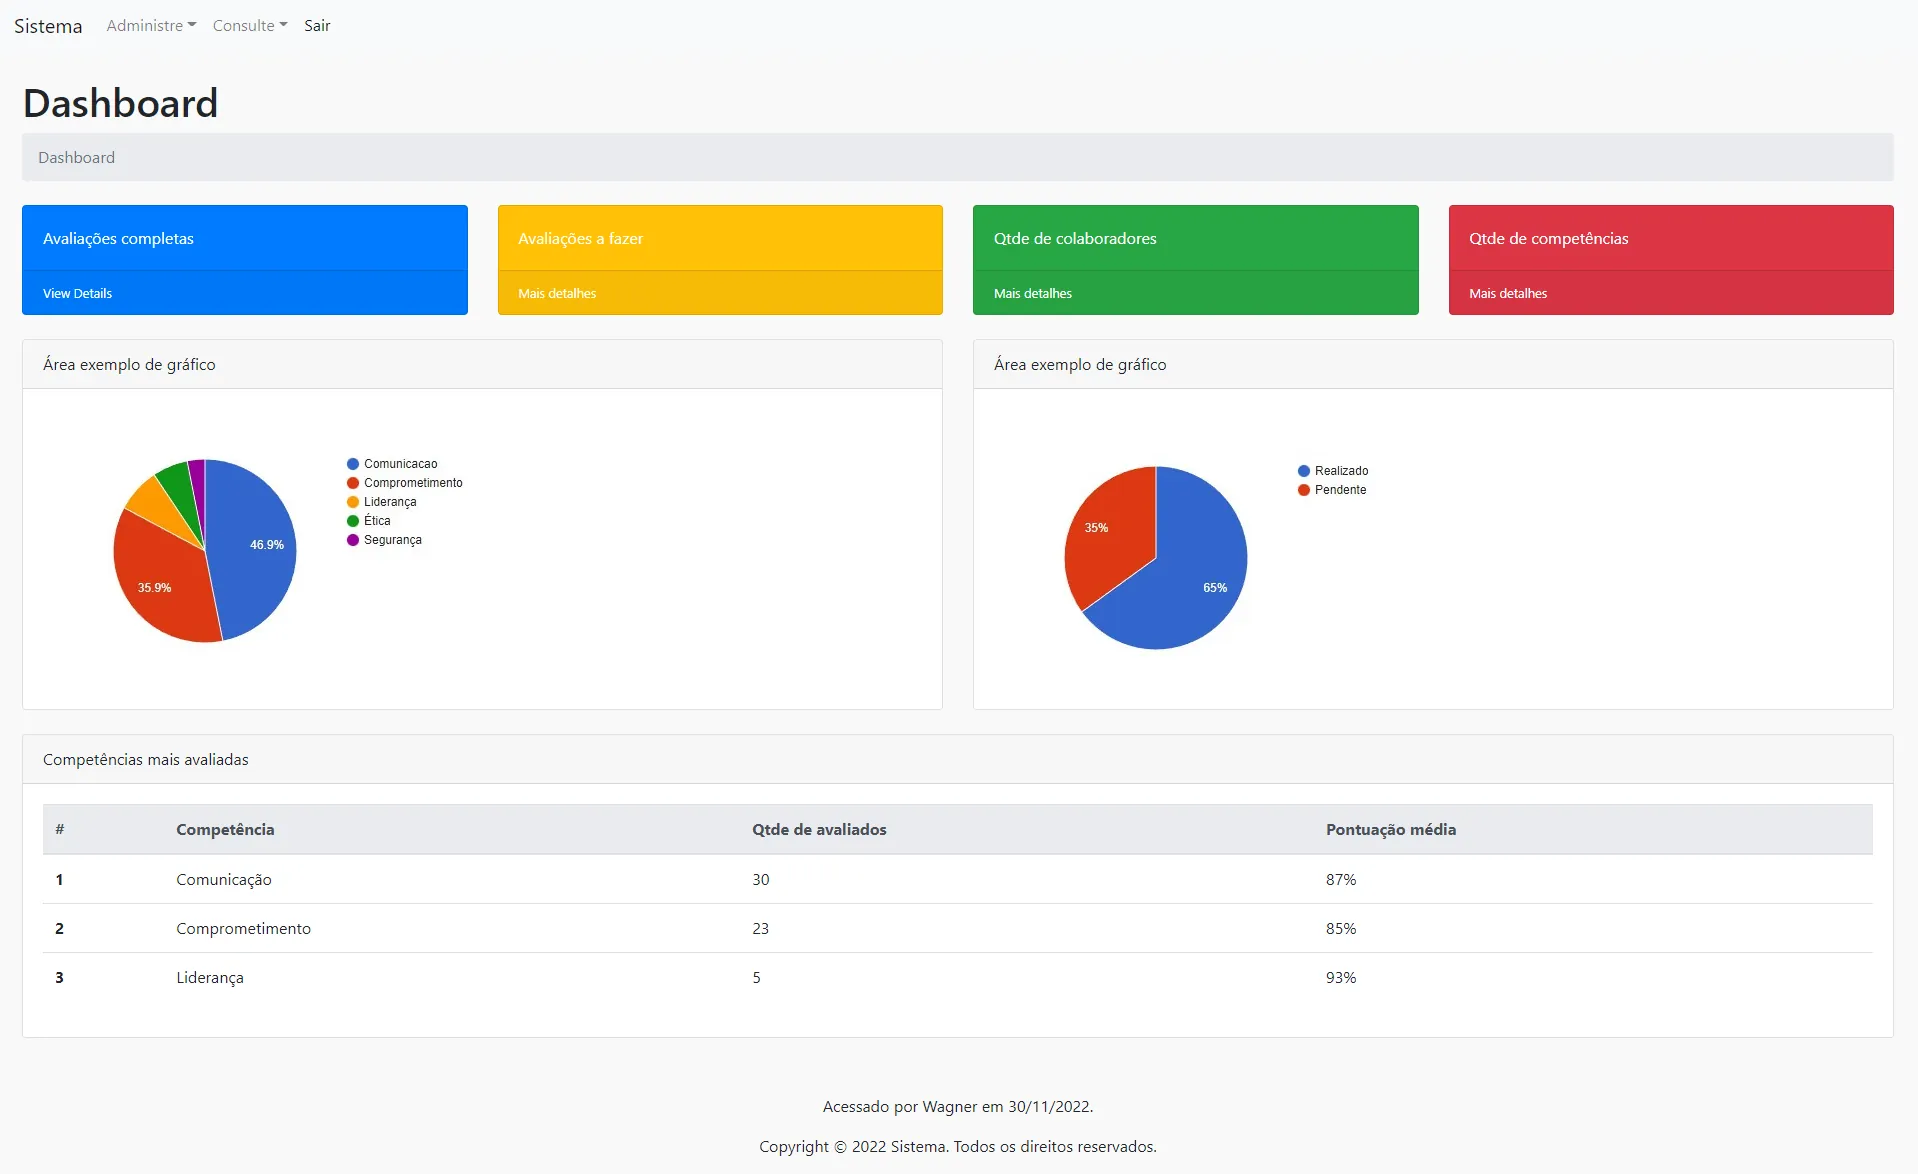 Sistema Administre Consulte Sair
Dashboard
Dashboard
Avaliações completas
View Details
Avaliações a fazer
Mais detalhes
Qtde de colaboradores
Mais detalhes
Qtde de competências
Mais detalhes
Área exemplo de gráfico
46.9%
35.9%
Comunicacao
Comprometimento
Liderança
Ética
Segurança
Área exemplo de gráfico
35%
65%
Realizado
Pendente
Competências mais avaliadas
# Competência Qtde de avaliados Pontuação média
1 Comunicação 30 87%
2 Comprometimento 23 85%
3 Liderança 5 93%
Acessado por Wagner em 30/11/2022.
Copyright © 2022 Sistema. Todos os direitos reservados.